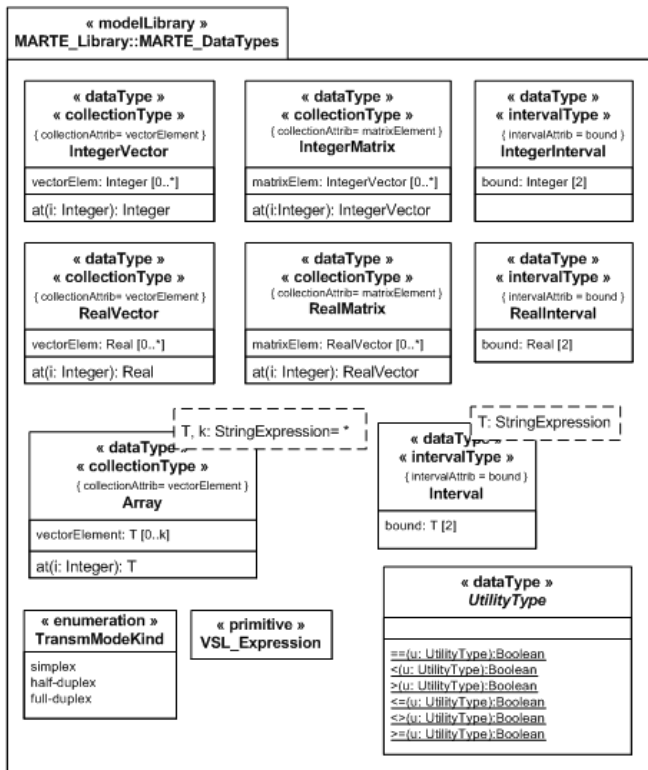 « modelLibrary »
MARTE_Library::MARTE_DataTypes
« dataType »
« collectionType »
{ collectionAttrib= vectorElement }
IntegerVector
vectorElem: Integer [0..*]
at(i: Integer): Integer
« dataType »
« collectionType »
{ collectionAttrib= matrixElement }
IntegerMatrix
matrixElem: IntegerVector [0..*]
at(i:Integer): IntegerVector
« dataType »
« intervalType »
{ intervalAttrib = bound }
IntegerInterval
bound: Integer [2]
« dataType »
« collectionType »
{ collectionAttrib= vectorElement }
RealVector
vectorElem: Real [0..*]
at(i: Integer): Real
« dataType »
« collectionType »
{ collectionAttrib= matrixElement }
RealMatrix
matrixElem: RealVector [0..*]
at(i: Integer): RealVector
« dataType »
« intervalType »
{ intervalAttrib = bound }
RealInterval
bound: Real [2]
T, k: StringExpression= *
« dataType »
« collectionType »
{ collectionAttrib= vectorElement }
Array
vectorElement: T [0..k]
at(i: Integer): T
T: StringExpression
« dataType »
« intervalType »
{ intervalAttrib = bound }
Interval
bound: T [2]
« enumeration »
TransmModeKind
simplex
half-duplex
full-duplex
« primitive »
VSL_Expression
« dataType »
UtilityType
==(u: UtilityType):Boolean
<(u: UtilityType):Boolean
>(u: UtilityType):Boolean
<=(u: UtilityType):Boolean
<>(u: UtilityType):Boolean
>=(u: UtilityType):Boolean